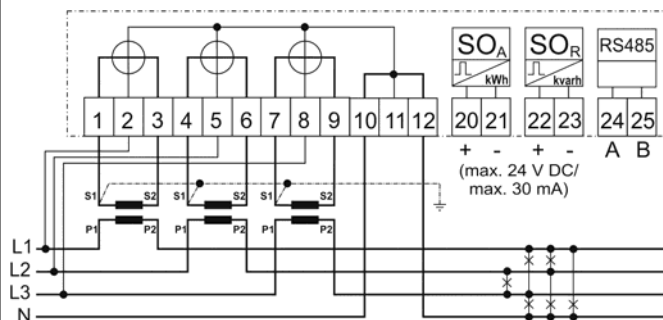 SOA SOR RS485
kWh kvarh
1 2 3 4 5 6 7 8 9 10 11 12 20 21 22 23 24 25
+ - + - A B
(max. 24 V DC/
max. 30 mA)
S1 S2 S1 S2 S1 S2
P1 P2 P1 P2 P1 P2
L1
L2
L3
N